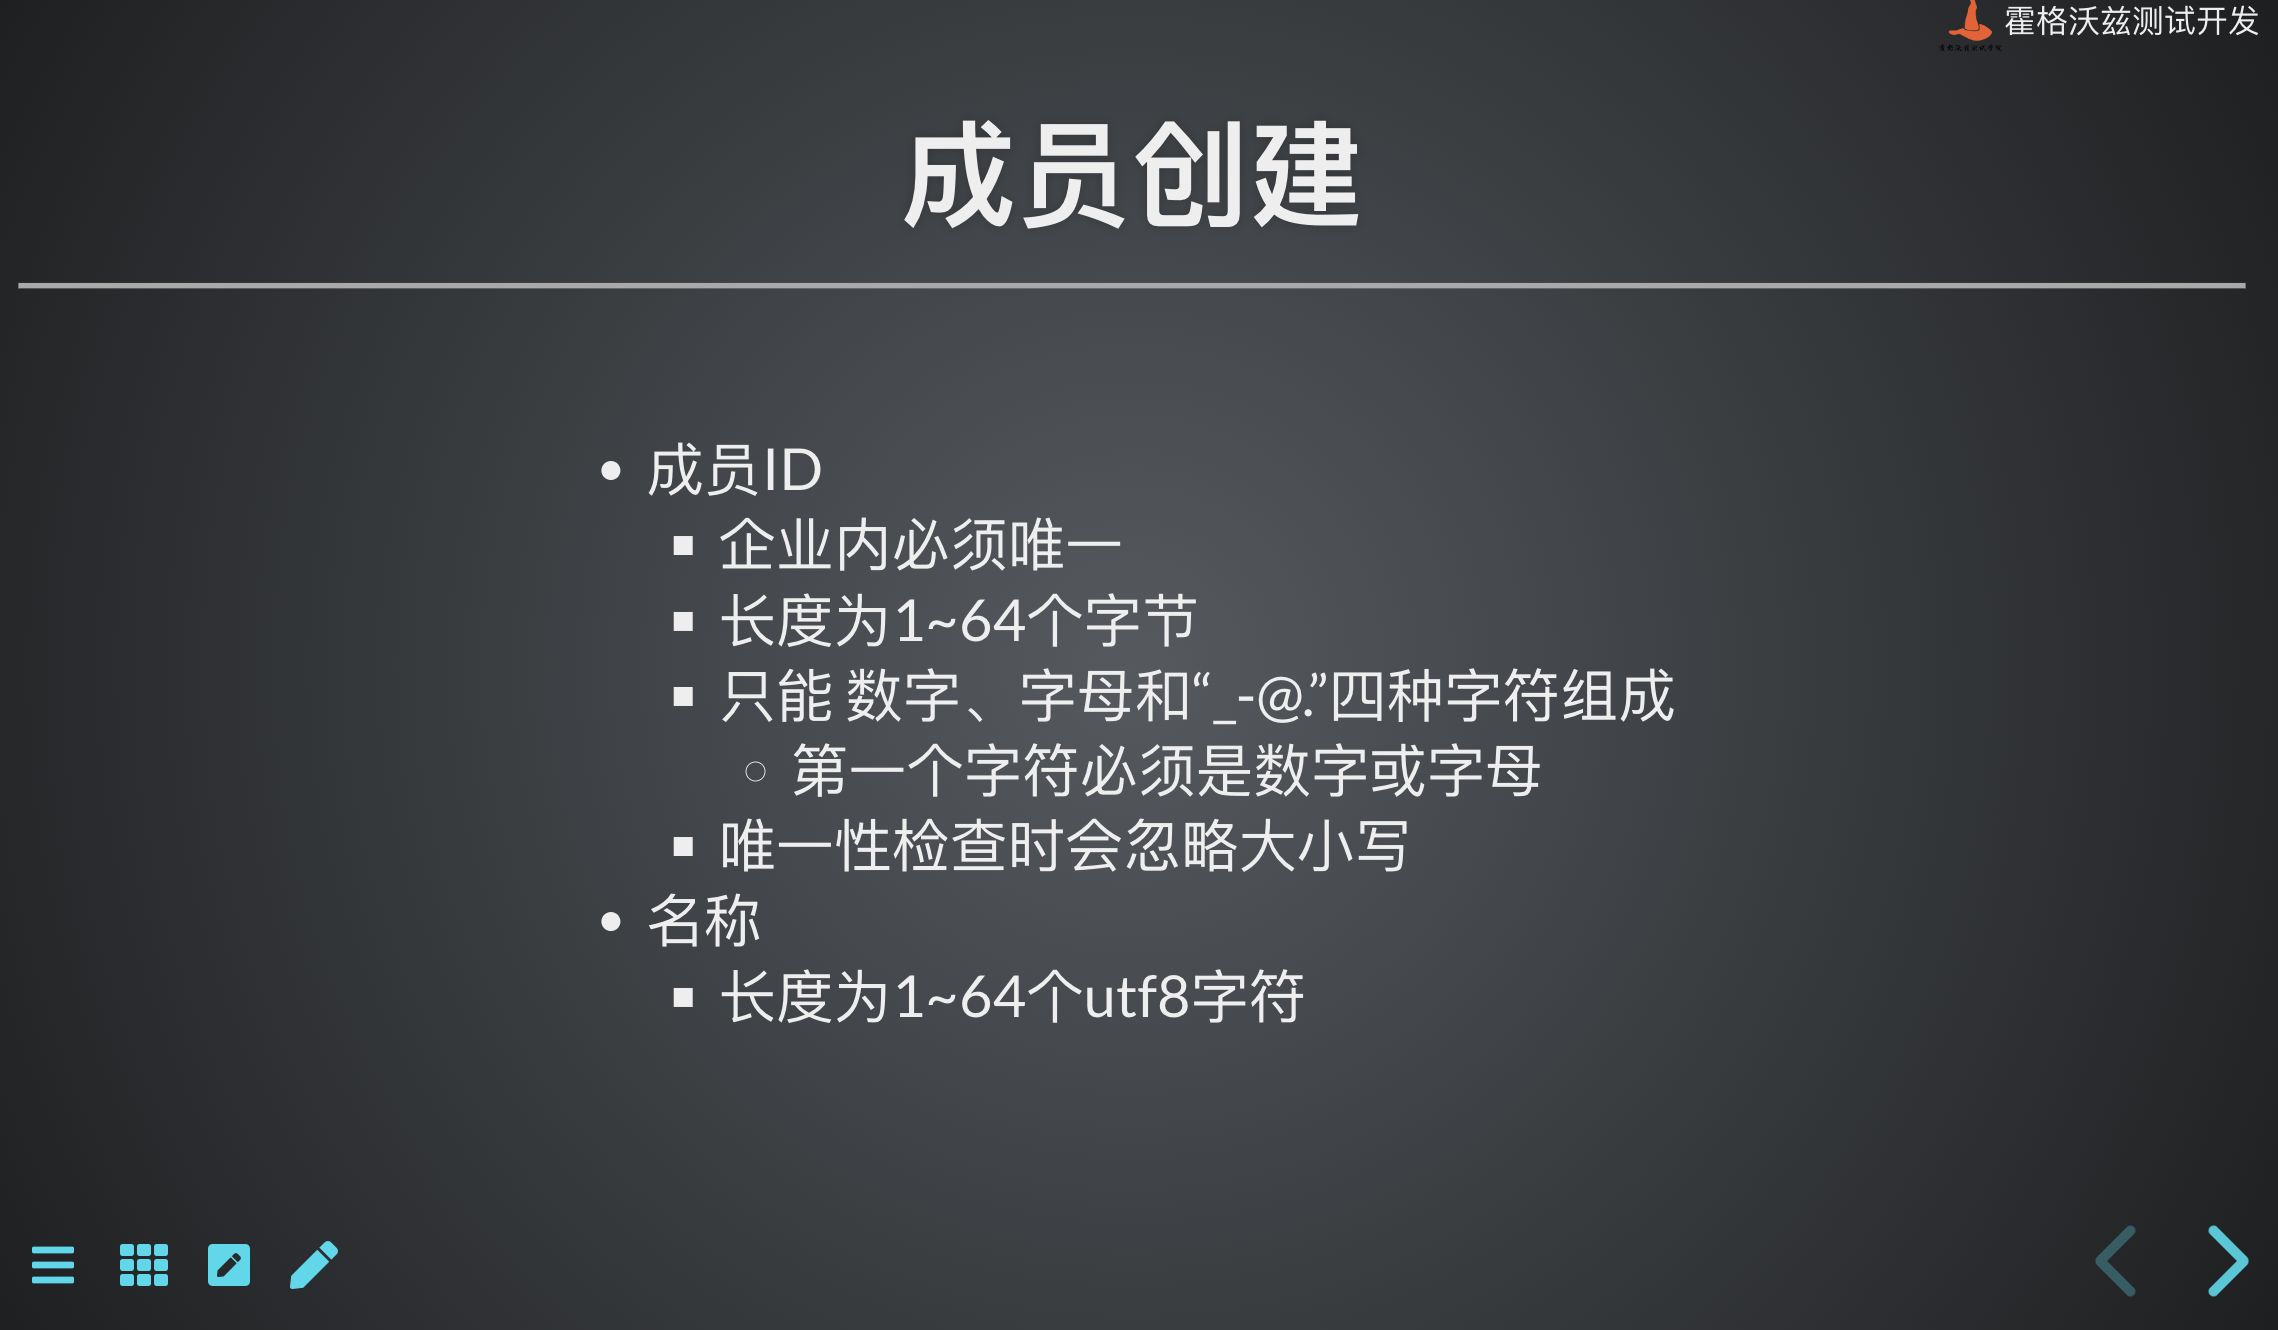 霍格沃兹测试开发
成员创建
成员ID
企业内必须唯一
长度为1~64个字节
只能 数字、字母和“_-@.”四种字符组成
第一个字符必须是数字或字母
唯一性检查时会忽略大小写
名称
长度为1~64个utf8字符